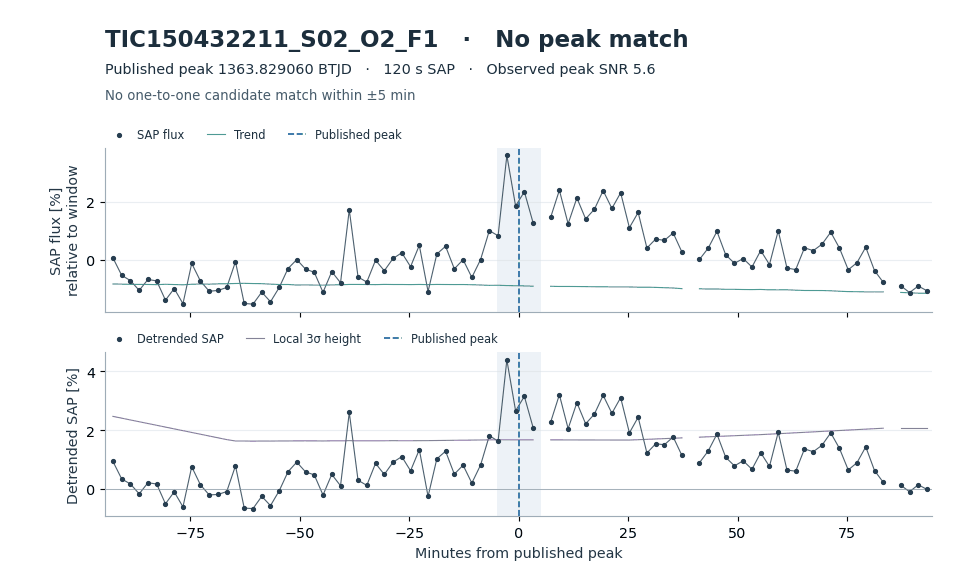 TIC150432211_S02_O2_F1 · No peak match
Published peak 1363.829060 BTJD · 120 s SAP · Observed peak SNR 5.6
No one-to-one candidate match within ±5 min
SAP flux Trend Published peak
SAP flux [%]
relative to window
2
0
Detrended SAP Local 3σ height Published peak
Detrended SAP [%]
4
2
0
−75 −50 −25 0 25 50 75
Minutes from published peak